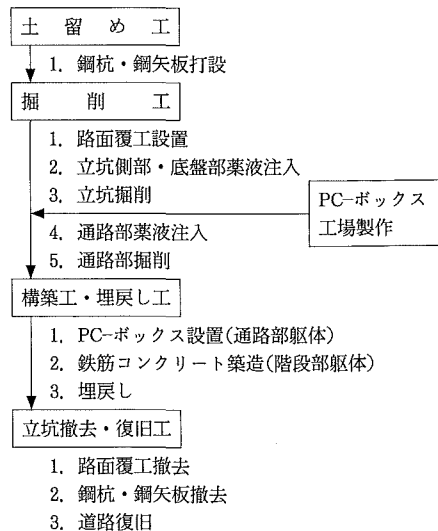 土留め工
1. 鋼杭・鋼矢板打設
掘削工
1. 路面覆工設置
2. 立坑側部・底盤部薬液注入
3. 立坑掘削
PC-ボックス
工場製作
4. 通路部薬液注入
5. 通路部掘削
構築工・埋戻し工
1. PC-ボックス設置(通路部躯体)
2. 鉄筋コンクリート築造(階段部躯体)
3. 埋戻し
立坑撤去・復旧工
1. 路面覆工撤去
2. 鋼杭・鋼矢板撤去
3. 道路復旧